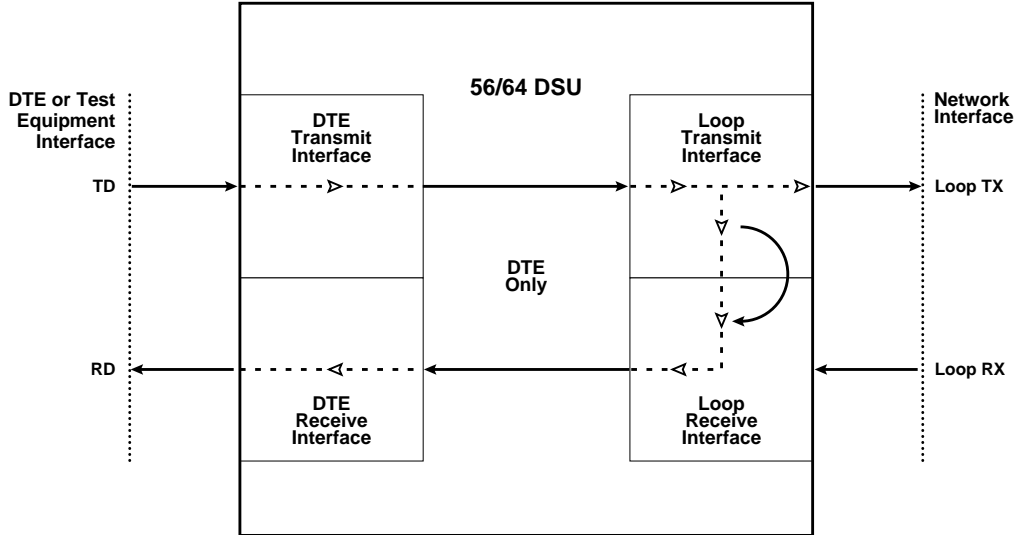 56/64 DSU
DTE or Test
Equipment
Interface
DTE
Transmit
Interface
Loop
Transmit
Interface
Network
Interface
TD
Loop TX
DTE
Only
RD
Loop RX
DTE
Receive
Interface
Loop
Receive
Interface